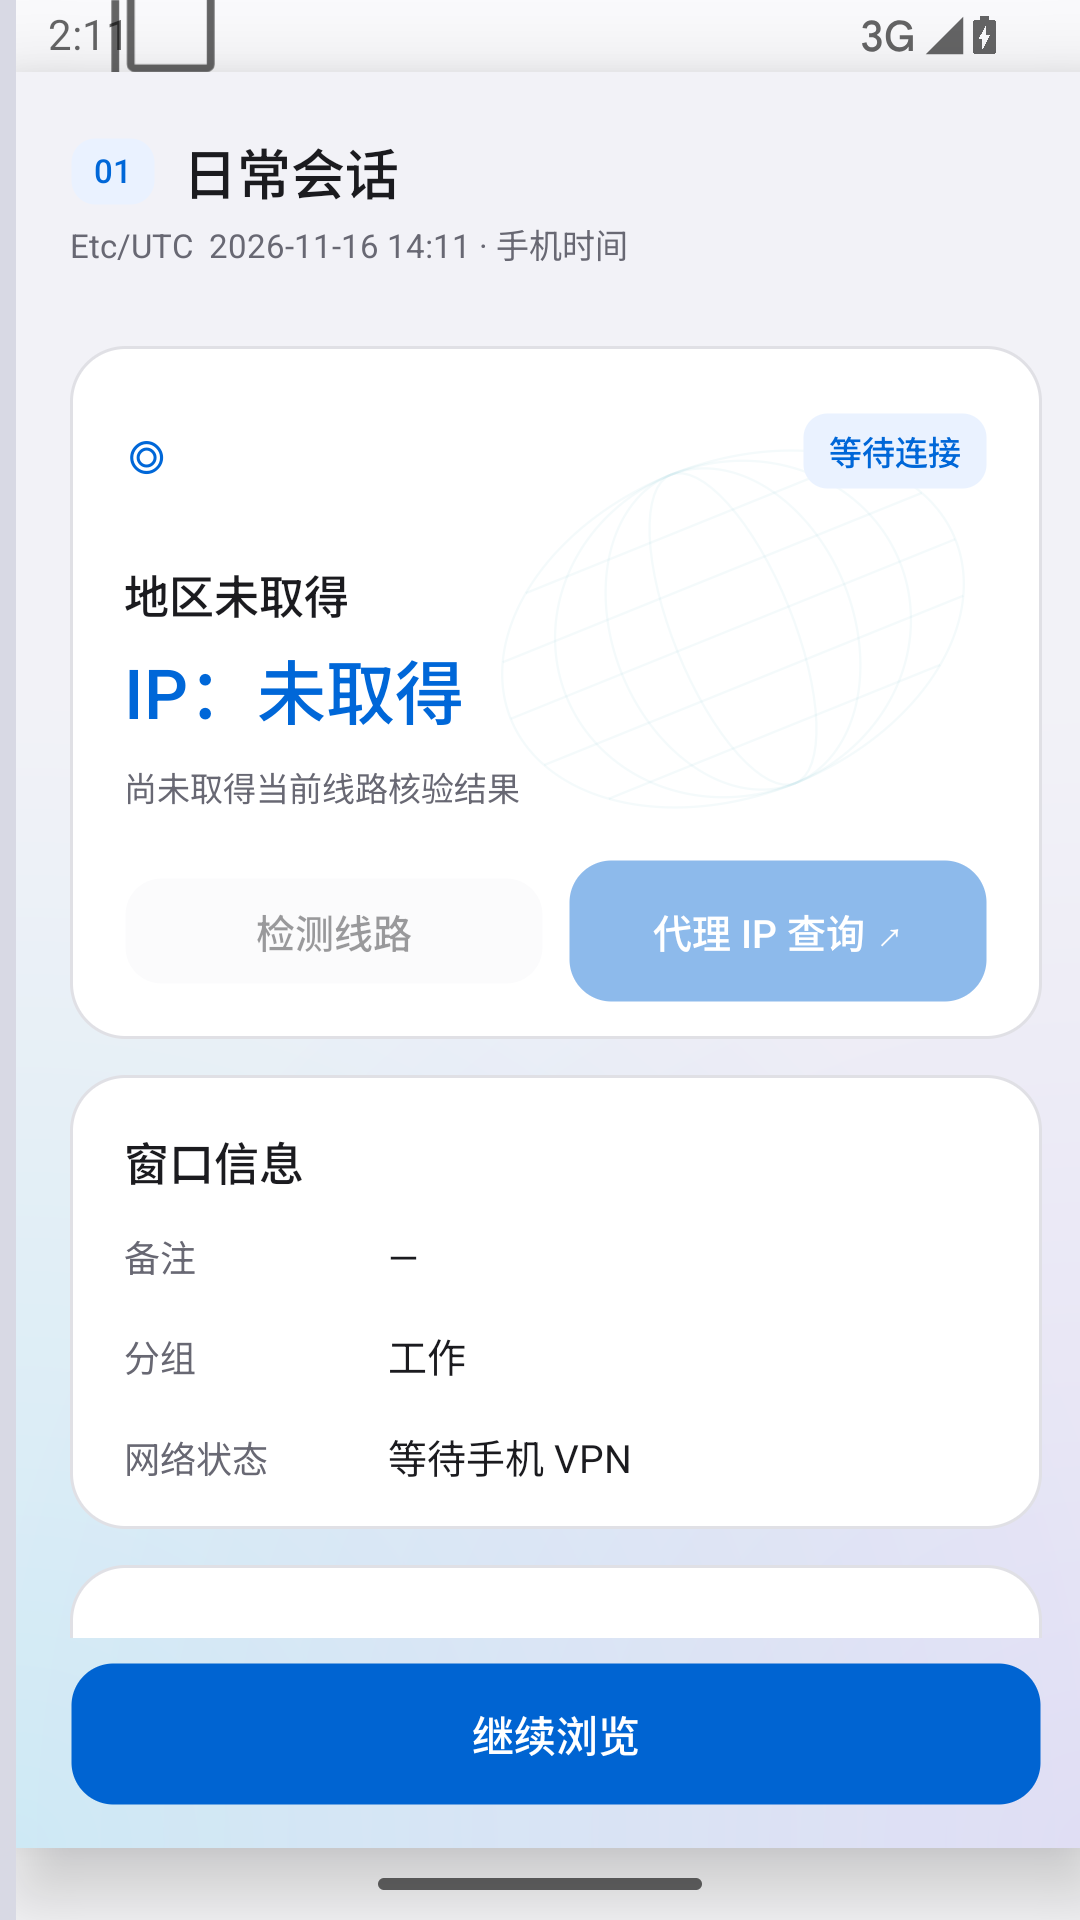 2:11
3G
01 日常会话
Etc/UTC 2026-11-16 14:11 · 手机时间
等待连接
地区未取得
IP：未取得
尚未取得当前线路核验结果
检测线路
代理 IP 查询 ↗
窗口信息
备注 —
分组 工作
网络状态 等待手机 VPN
继续浏览